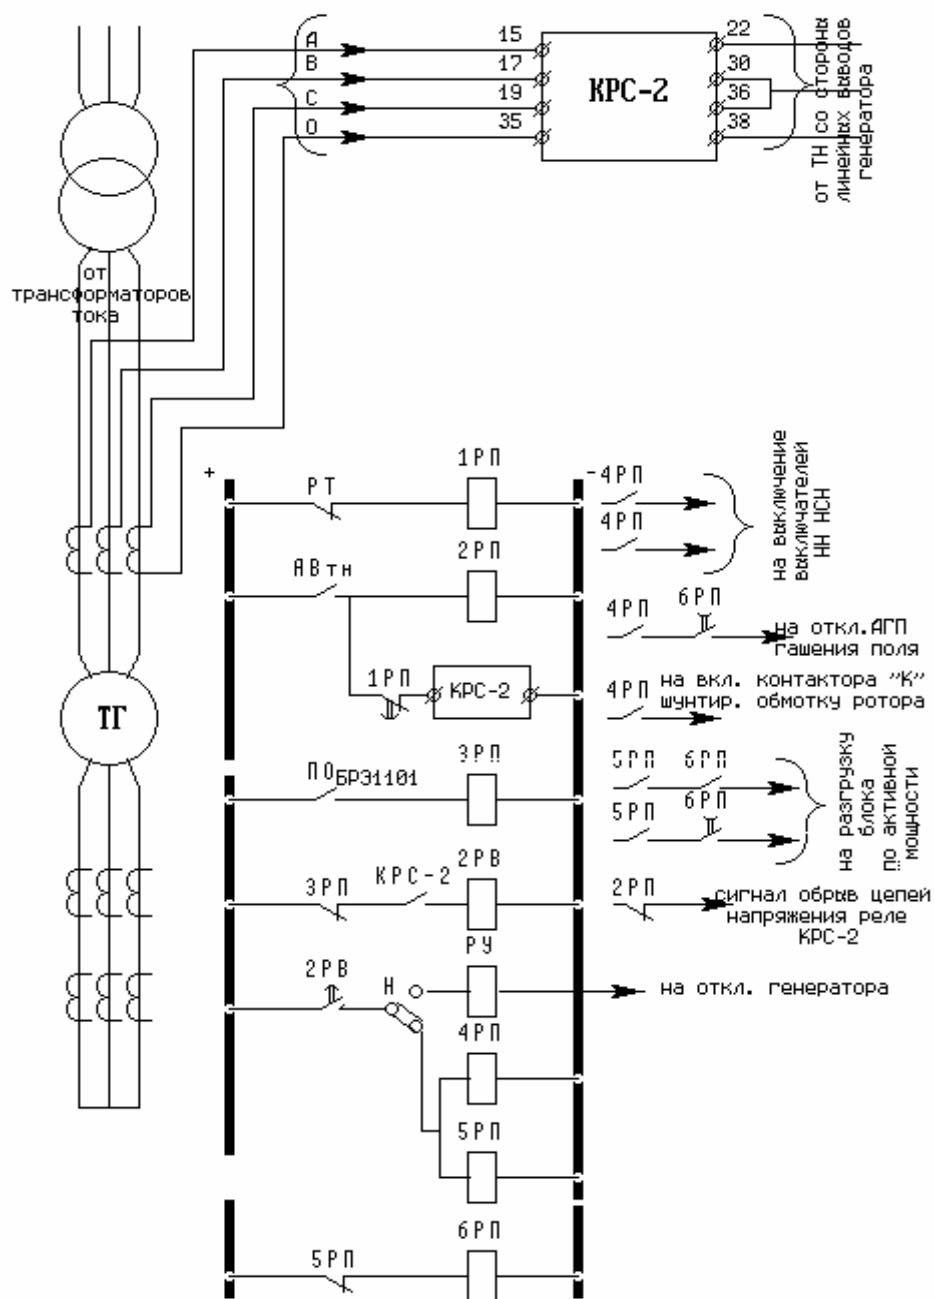 А
В
С
О
15
17
19
35
КРС-2
22
30
36
38
от ТН со стороны
линейных выводов
генератора
от
трансформаторов
тока
ТГ
+
-
РТ
1РП
4РП
4РП
на выключение
выключателей
НН НСН
АВтн
2РП
4РП
6РП
на откл.АГП
гашения поля
1РП
КРС-2
4РП
на вкл. контактора "К"
шунтир. обмотку ротора
ПО
БРЭ1101
3РП
5РП
6РП
5РП
6РП
на разгрузку
блока
по активной
мощности
3РП
КРС-2
2РВ
2РП
сигнал обрыв цепей
напряжения реле
КРС-2
2РВ
Н
РУ
на откл. генератора
4РП
5РП
5РП
6РП